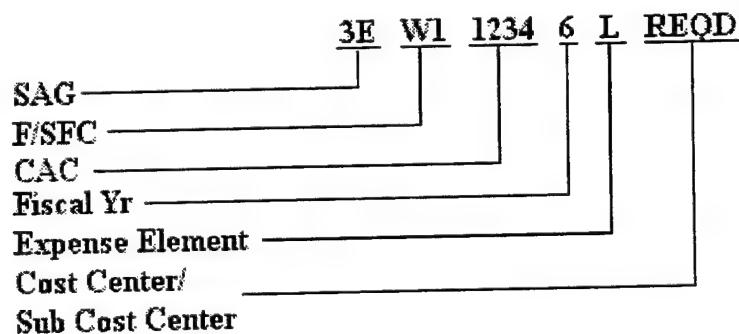 3E W1 1234 6 L REQD
SAG
F/SFC
CAC
Fiscal Yr
Expense Element
Cost Center/
Sub Cost Center